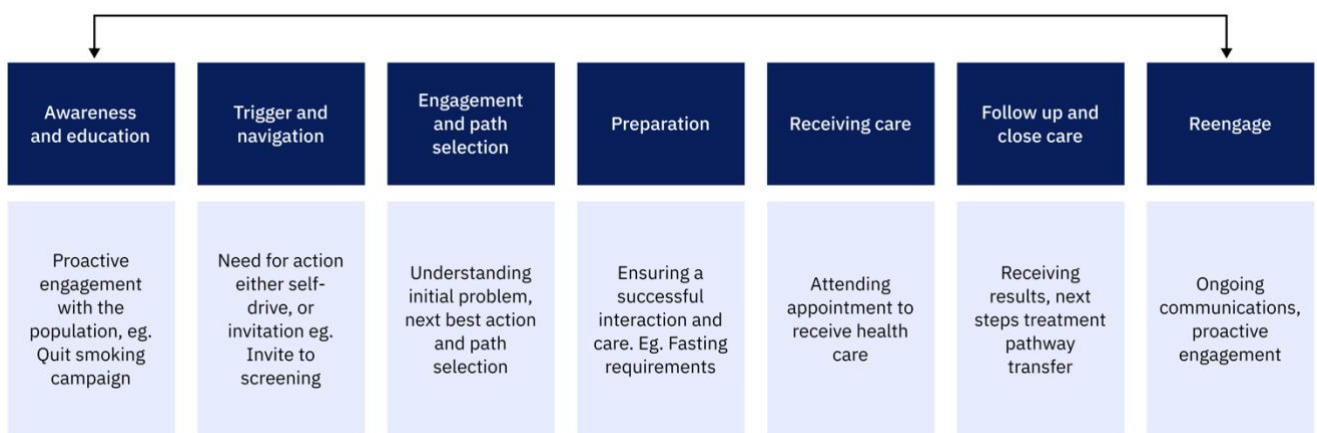 Awareness
and education
Trigger and
navigation
Engagement
and path
selection
Preparation
Receiving care
Follow up and
close care
Reengage
Proactive
engagement
with the
population, eg.
Quit smoking
campaign
Need for action
either self-
drive, or
invitation eg.
Invite to
screening
Understanding
initial problem,
next best action
and path
selection
Ensuring a
successful
interaction and
care. Eg. Fasting
requirements
Attending
appointment to
receive health
care
Receiving
results, next
steps treatment
pathway
transfer
Ongoing
communications,
proactive
engagement